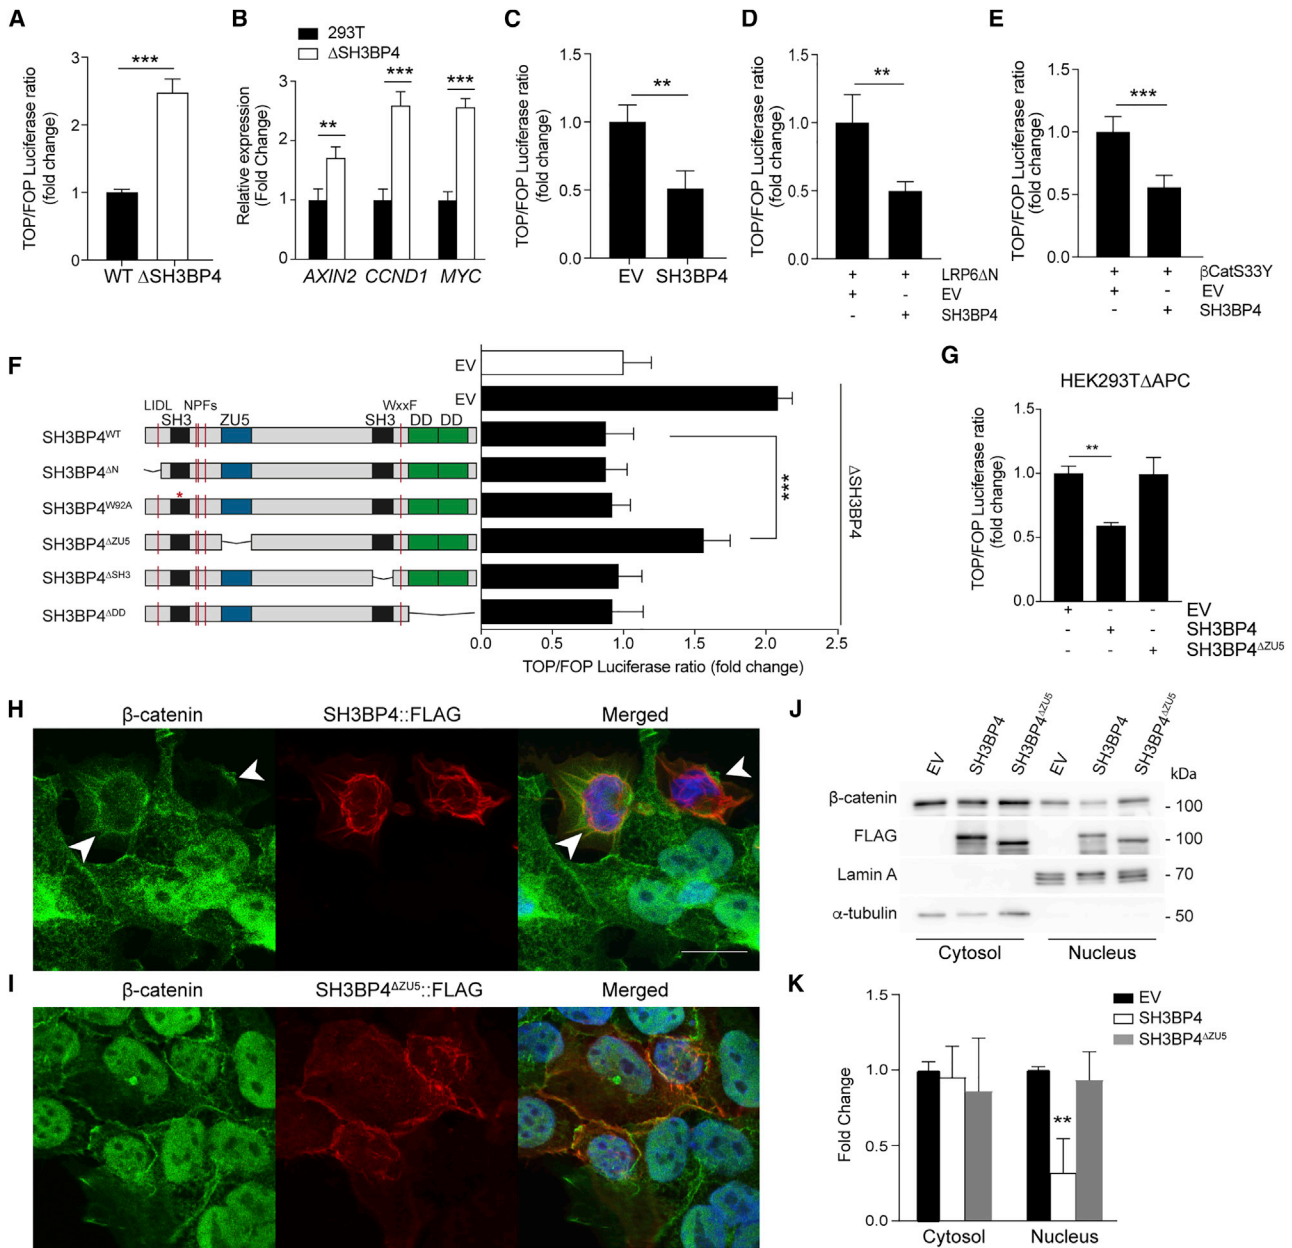 A
TOP/FOP Luciferase ratio
(fold change)
3
2
1
0
***
WT ΔSH3BP4
B
293T
ΔSH3BP4
Relative expression
(Fold Change)
3
2
1
0
**
***
***
AXIN2 CCND1 MYC
C
TOP/FOP Luciferase ratio
(fold change)
1.5
1.0
0.5
0.0
**
EV SH3BP4
D
TOP/FOP Luciferase ratio
(fold change)
1.5
1.0
0.5
0.0
**
+ + LRP6ΔN
+ - EV
- + SH3BP4
E
TOP/FOP Luciferase ratio
(fold change)
1.5
1.0
0.5
0.0
***
+ + βCatS33Y
+ - EV
- + SH3BP4
F
EV
EV
LIDL NPFs WxxF
SH3 ZU5 SH3 DD DD
SH3BP4WT
SH3BP4ΔN
*
SH3BP4W92A
SH3BP4ΔZU5
SH3BP4ΔSH3
SH3BP4ΔDD
***
ΔSH3BP4
0.0 0.5 1.0 1.5 2.0 2.5
TOP/FOP Luciferase ratio (fold change)
G
HEK293TΔAPC
TOP/FOP Luciferase ratio
(fold change)
1.5
1.0
0.5
0.0
**
+ - - EV
- + - SH3BP4
- - + SH3BP4ΔZU5
H
β-catenin SH3BP4::FLAG Merged
I
β-catenin SH3BP4ΔZU5::FLAG Merged
J
EV SH3BP4 SH3BP4ΔZU5 EV SH3BP4 SH3BP4ΔZU5
kDa
β-catenin - 100
FLAG - 100
Lamin A - 70
α-tubulin - 50
Cytosol Nucleus
K
EV
SH3BP4
SH3BP4ΔZU5
Fold Change
1.5
1.0
0.5
0.0
**
Cytosol Nucleus